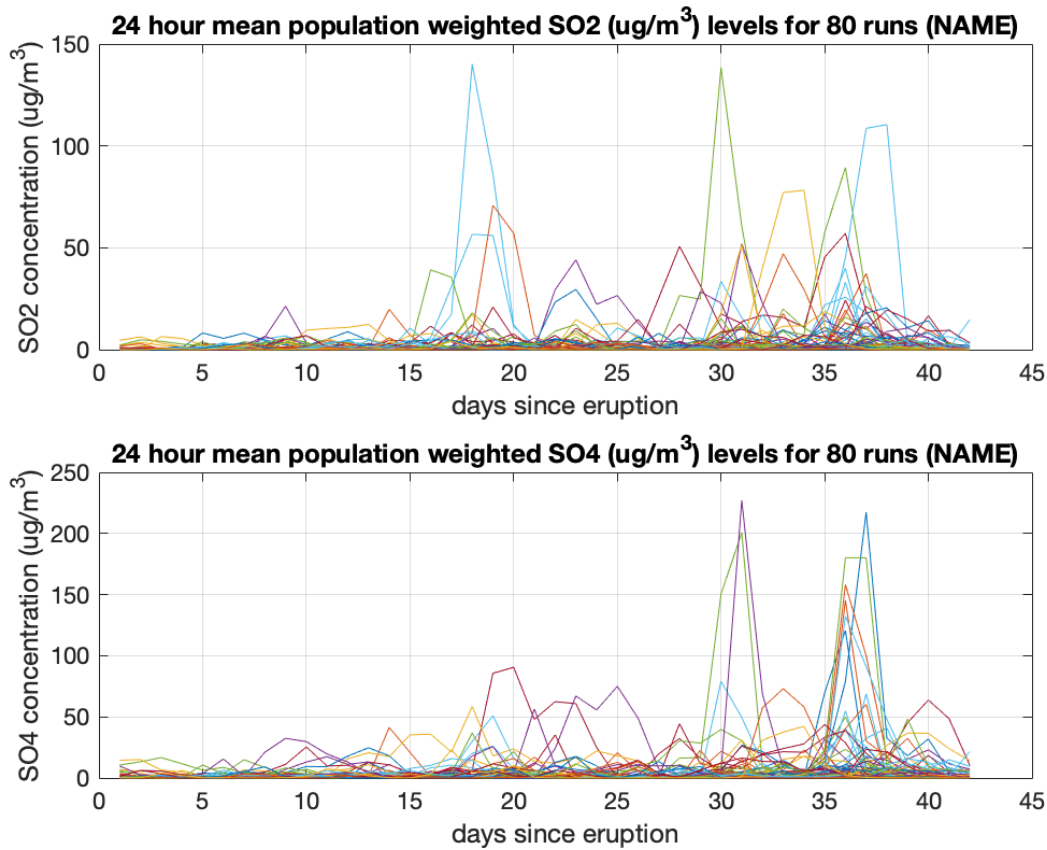 24 hour mean population weighted SO2 (ug/m³) levels for 80 runs (NAME)
SO2 concentration (ug/m³)
150
100
50
0
0 5 10 15 20 25 30 35 40 45
days since eruption
24 hour mean population weighted SO4 (ug/m³) levels for 80 runs (NAME)
SO4 concentration (ug/m³)
250
200
150
100
50
0
0 5 10 15 20 25 30 35 40 45
days since eruption